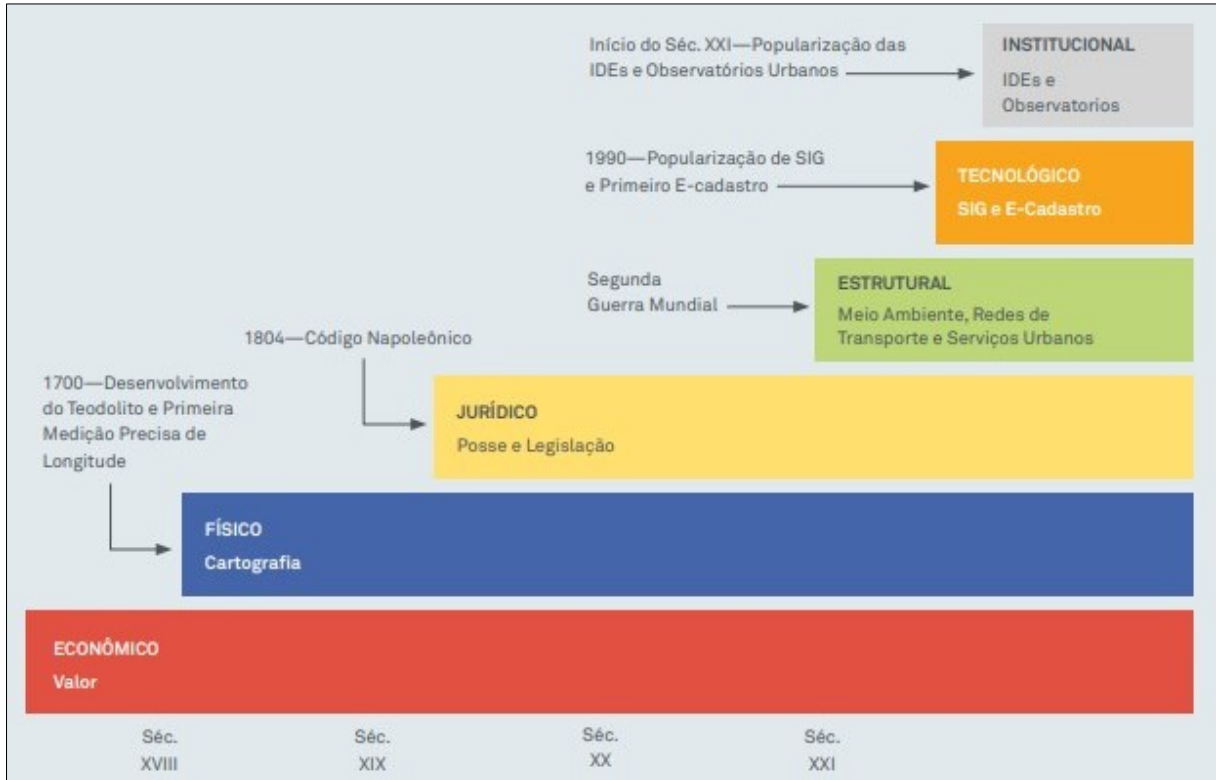 Início do Séc. XXI—Popularização das
IDEs e Observatórios Urbanos
INSTITUCIONAL
IDEs e
Observatorios
1990—Popularização de SIG
e Primeiro E-cadastro
TECNOLÓGICO
SIG e E-Cadastro
Segunda
Guerra Mundial
ESTRUTURAL
Meio Ambiente, Redes de
Transporte e Serviços Urbanos
1804—Código Napoleônico
JURÍDICO
Posse e Legislação
1700—Desenvolvimento
do Teodolito e Primeira
Medição Precisa de
Longitude
FÍSICO
Cartografia
ECONÔMICO
Valor
Séc.
XVIII
Séc.
XIX
Séc.
XX
Séc.
XXI